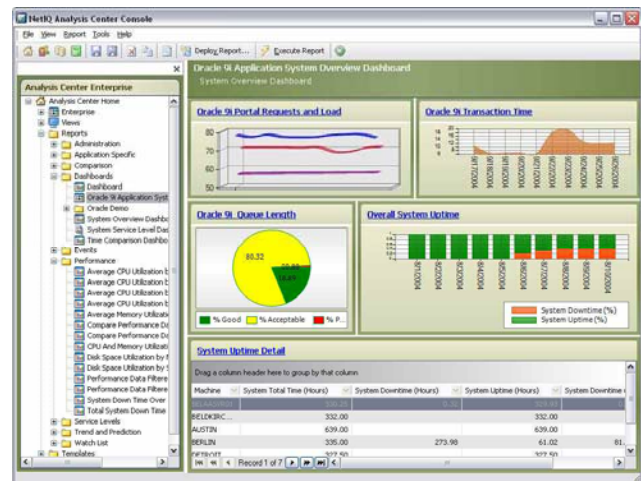 NetIQ Analysis Center Console
File View Report Tools Help
Deploy Report... Execute Report
Analysis Center Enterprise
Analysis Center Home
Enterprise
Views
Reports
Administration
Application Specific
Comparison
Dashboards
Dashboard
Oracle 9i Application Syst
Oracle Demo
System Overview Dashbo
System Service Level Das
Time Comparison Dashbo
Events
Performance
Average CPU Utilization b
Average CPU Utilization b
Average CPU Utilization b
Average Memory Utilizatio
Compare Performance Da
Compare Performance Da
CPU And Memory Utilizati
Disk Space Utilization by M
Disk Space Utilization by S
Performance Data Filtere
Performance Data Filtere
System Down Time Over
Total System Down Time
Service Levels
Trend and Prediction
Watch List
Templates
Oracle 9i Application System Overview Dashboard
System Overview Dashboard
Oracle 9i Portal Requests and Load
80
70
60
50
Oracle 9i Transaction Time
Oracle 9i Queue Length
80.32
% Good % Acceptable % P...
Overall System Uptime
System Downtime (%)
System Uptime (%)
System Uptime Detail
Drag a column header here to group by that column
Machine System Total Time (Hours) System Downtime (Hours) System Uptime (Hours) System Downtime
BELDKIRC... 332.00 332.00
AUSTIN 639.00 639.00
BERLIN 335.00 273.98 61.02 81.
DETROIT 327.50 327.50
Record 1 of 7